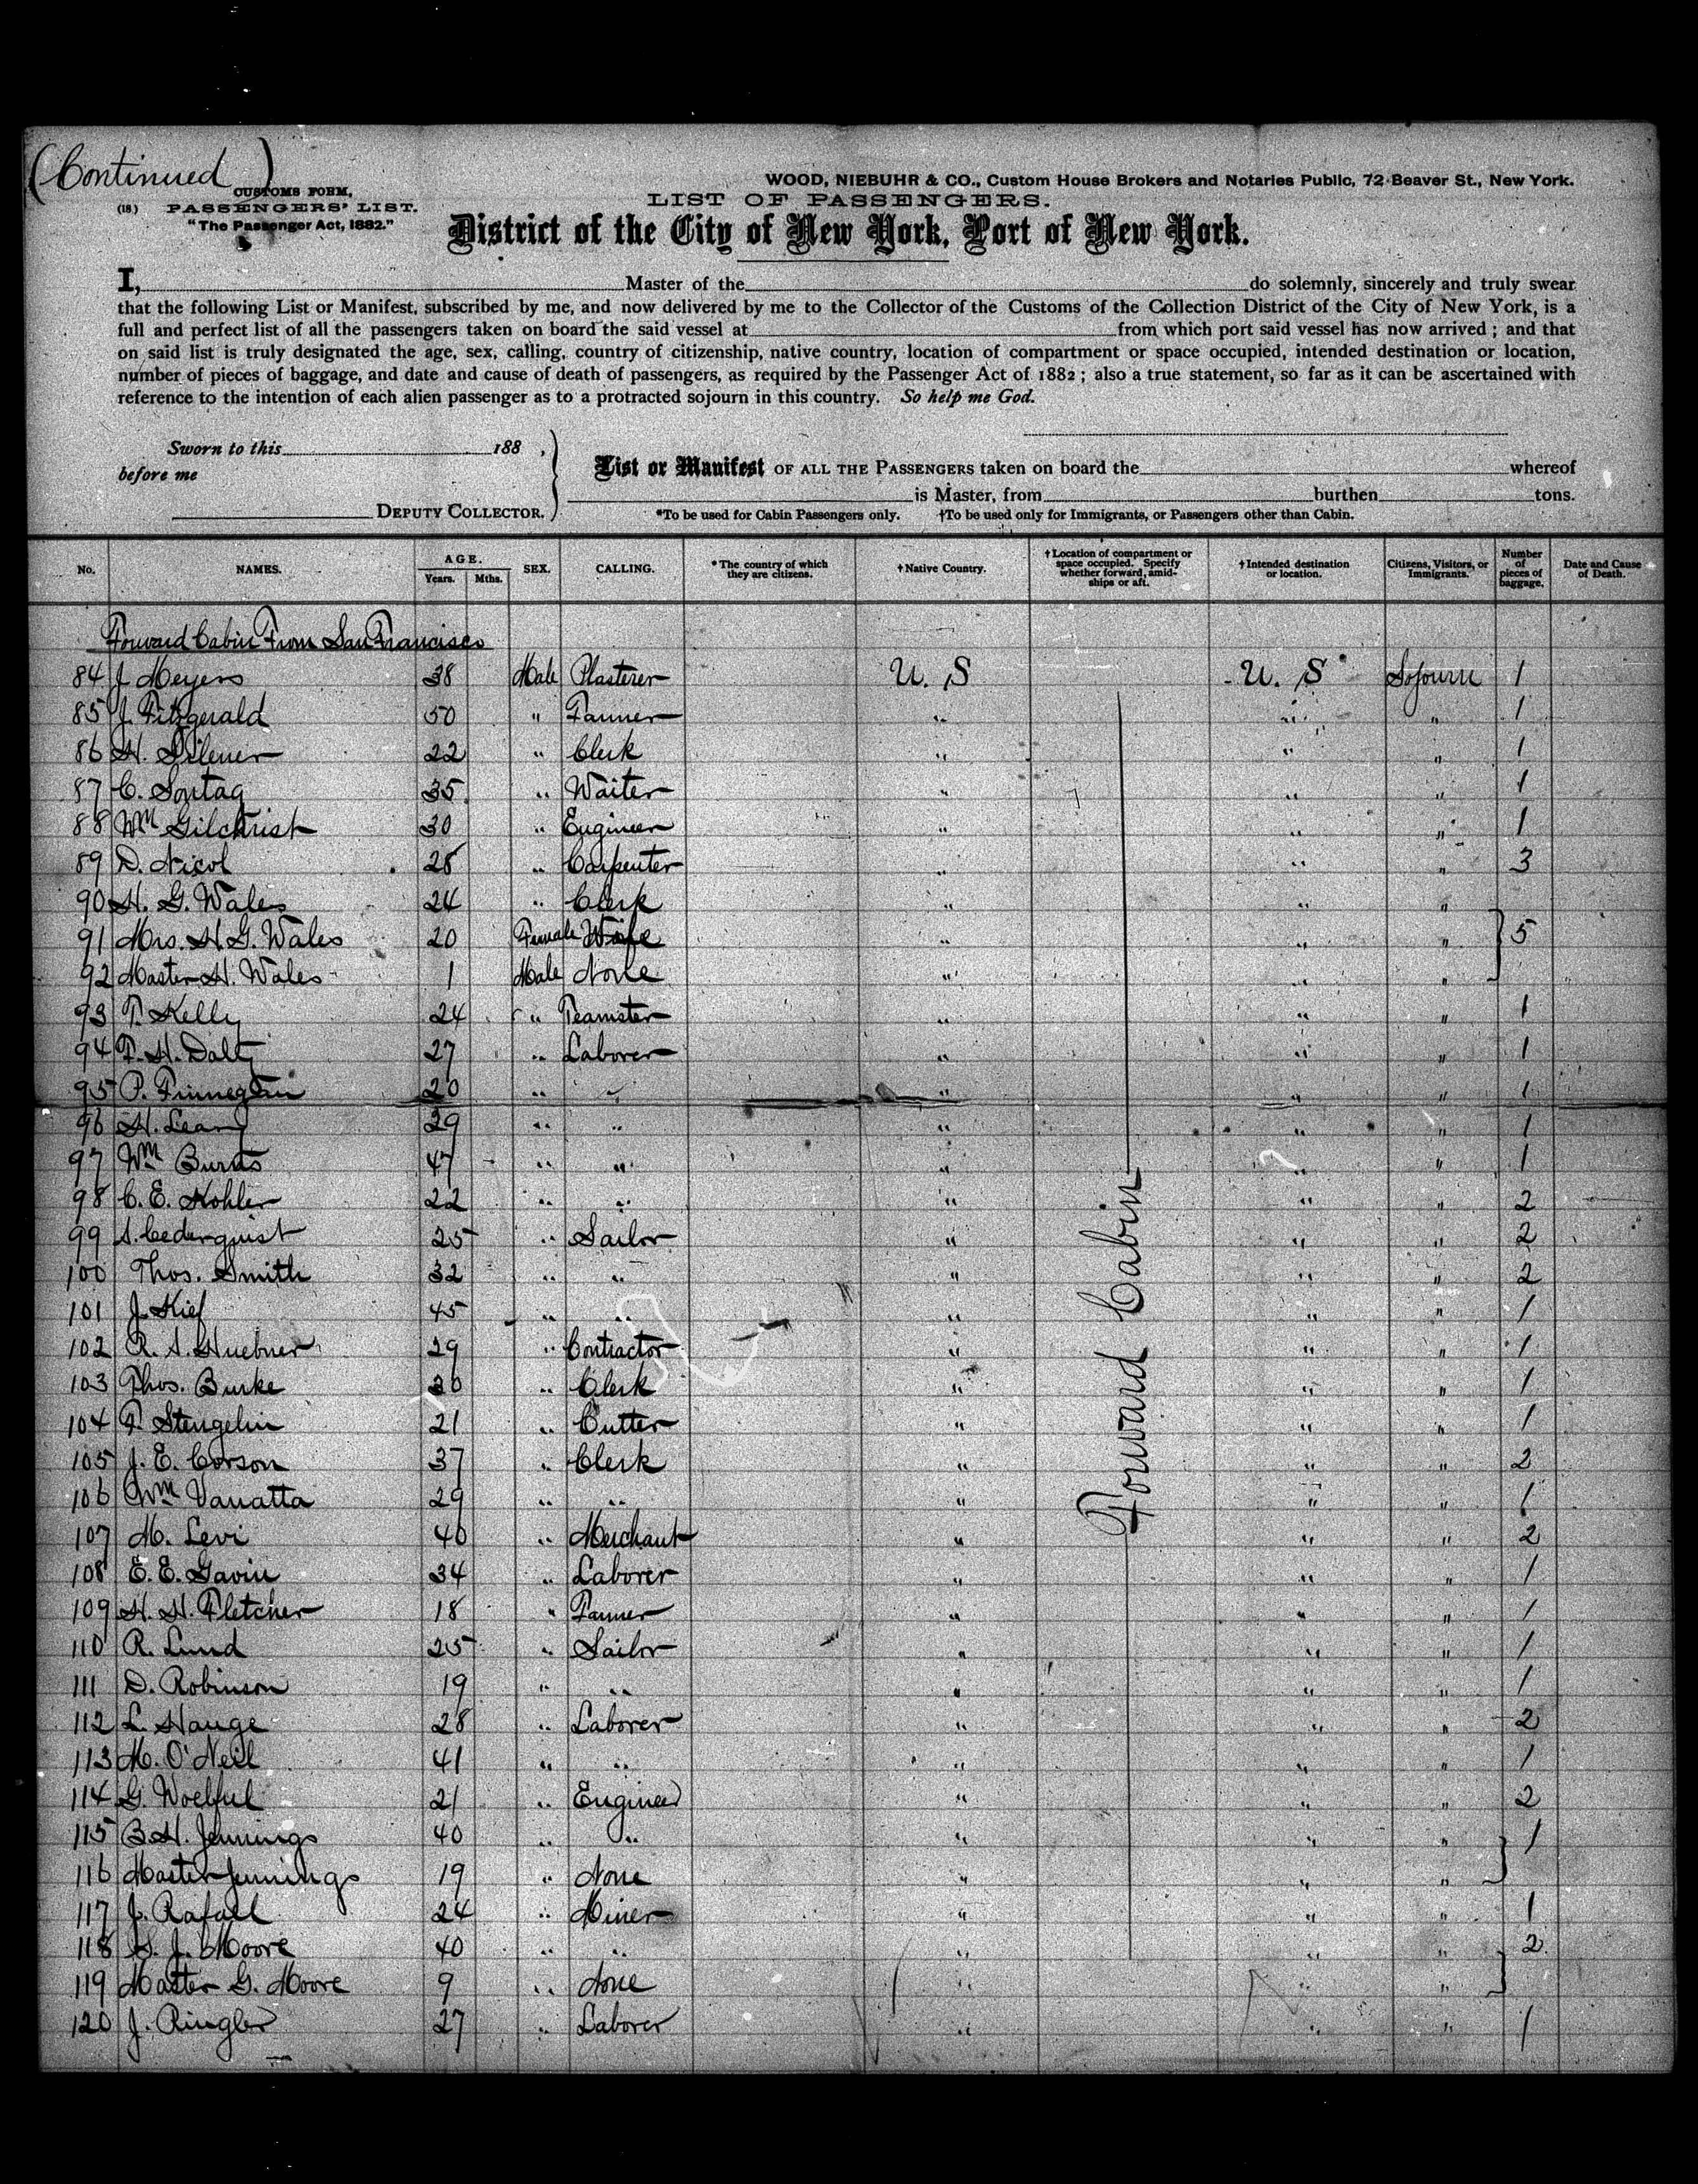 (Continued)
WOOD, NIEBUHR & CO., Custom House Brokers and Notaries Public, 72 Beaver St., New York.
CUSTOMS FORM,
(18) PASSENGERS' LIST.
"The Passenger Act, 1882."
LIST OF PASSENGERS.
District of the City of New York, Port of New York.
I, Master of the do solemnly, sincerely and truly swear
that the following List or Manifest, subscribed by me, and now delivered by me to the Collector of the Customs of the Collection District of the City of New York, is a
full and perfect list of all the passengers taken on board the said vessel at from which port said vessel has now arrived ; and that
on said list is truly designated the age, sex, calling, country of citizenship, native country, location of compartment or space occupied, intended destination or location,
number of pieces of baggage, and date and cause of death of passengers, as required by the Passenger Act of 1882 ; also a true statement, so far as it can be ascertained with
reference to the intention of each alien passenger as to a protracted sojourn in this country. So help me God.
Sworn to this 188 ,
before me
DEPUTY COLLECTOR.
List or Manifest OF ALL THE PASSENGERS taken on board the whereof
is Master, from burthen tons.
*To be used for Cabin Passengers only. †To be used only for Immigrants, or Passengers other than Cabin.
No. NAMES. AGE. Years. Mths. SEX. CALLING. *The country of which they are citizens. †Native Country. †Location of compartment or space occupied. Specify whether forward, amidships or aft. †Intended destination or location. Citizens, Visitors, or Immigrants. Number of pieces of baggage. Date and Cause of Death.
Forward Cabin From San Francisco
84 J. Meyers 38 Male Plasterer U. S U. S Sojourn 1
85 J. Fitzgerald 50 " Farmer " " " 1
86 H. 22 " Clerk " " " 1
87 C. Sontag 35 " Waiter " " " 1
88 Wm Gilchrist 30 " Engineer " " " 1
89 D. Nicol 28 " Carpenter " " " 3
90 H. G. Wales 24 " Clerk " " "
91 Mrs. H. G. Wales 20 Female Wife " " " 5
92 Master H. Wales 1 Male None " " "
93 T. Kelly 24 " Teamster " " " 1
94 F. H. Daly 27 " Laborer " " " 1
95 P. Finnegan 20 " " " " " 1
96 H. Leary 29 " " " " " 1
97 Wm Burns 47 " " " " " 1
98 C. E. Kohler 22 " " " " " 2
99 A. Cederquist 25 " Sailor " " " 2
100 Thos. Smith 32 " " " " " 2
101 J. Kief 45 " " " " " 1
102 R. A. Huebner 29 " Contractor " " " 1
103 Thos. Burke 30 " Clerk " " " 1
104 F. Stengelin 21 " Cutter " " " 1
105 J. E. Corson 37 " Clerk " " " 2
106 Wm Vanatta 29 " " " " " 1
107 M. Levi 40 " Merchant " " " 2
108 E. E. Gavin 34 " Laborer " " " 1
109 H. H. Fletcher 18 " Farmer " " " 1
110 R. Lund 25 " Sailor " " " 1
111 D. Robinson 19 " " " " " 1
112 L. Hauge 28 " Laborer " " " 2
113 M. O'Neil 41 " " " " " 1
114 G. Woelful 21 " Engineer " " " 2
115 B. H. Jennings 40 " " " " " 1
116 Master Jennings 19 " None " " "
117 J. Rafall 24 " Miner " " " 1
118 J. Moore 40 " " " " " 2
119 Master G. Moore 9 " None " " "
120 J. Ringler 27 " Laborer " " " 1
Forward Cabin